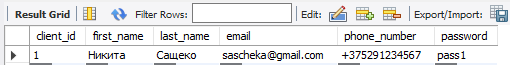 Result Grid Filter Rows: Edit: Export/Import:
client_id first_name last_name email phone_number password
1 Никита Сащеко sascheka@gmail.com +375291234567 pass1